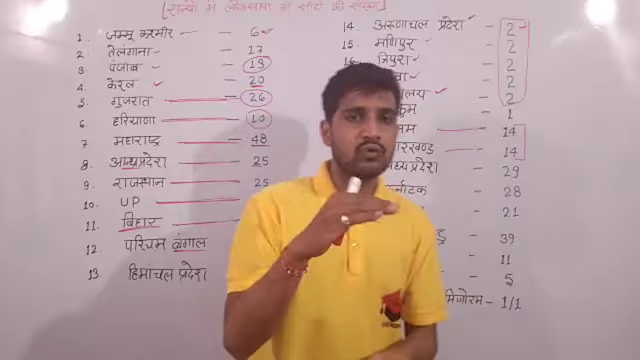 राज्यो में लोकसभा की सीटों की संख्या
1. जम्मू कश्मीर - 6
2 तेलंगाना - 17
3 पंजाब - 13
4 केरल - 20
5 गुजरात 26
6 हरियाणा 10
7 महाराष्ट्र 48
8. आन्ध्रप्रदेश 25
9. राजस्थान 25
10. UP
11. बिहार
12. पश्चिम बंगाल
13 हिमांचल प्रदेश
14. अरुणाचल प्रदेश - 2
15. मणिपुर - 2
16. त्रिपुरा - 2
- 2
- 2
- 1
14
14
- 29
- 28
- 21
- 39
- 11
- 5
मिजोरम - 1/1